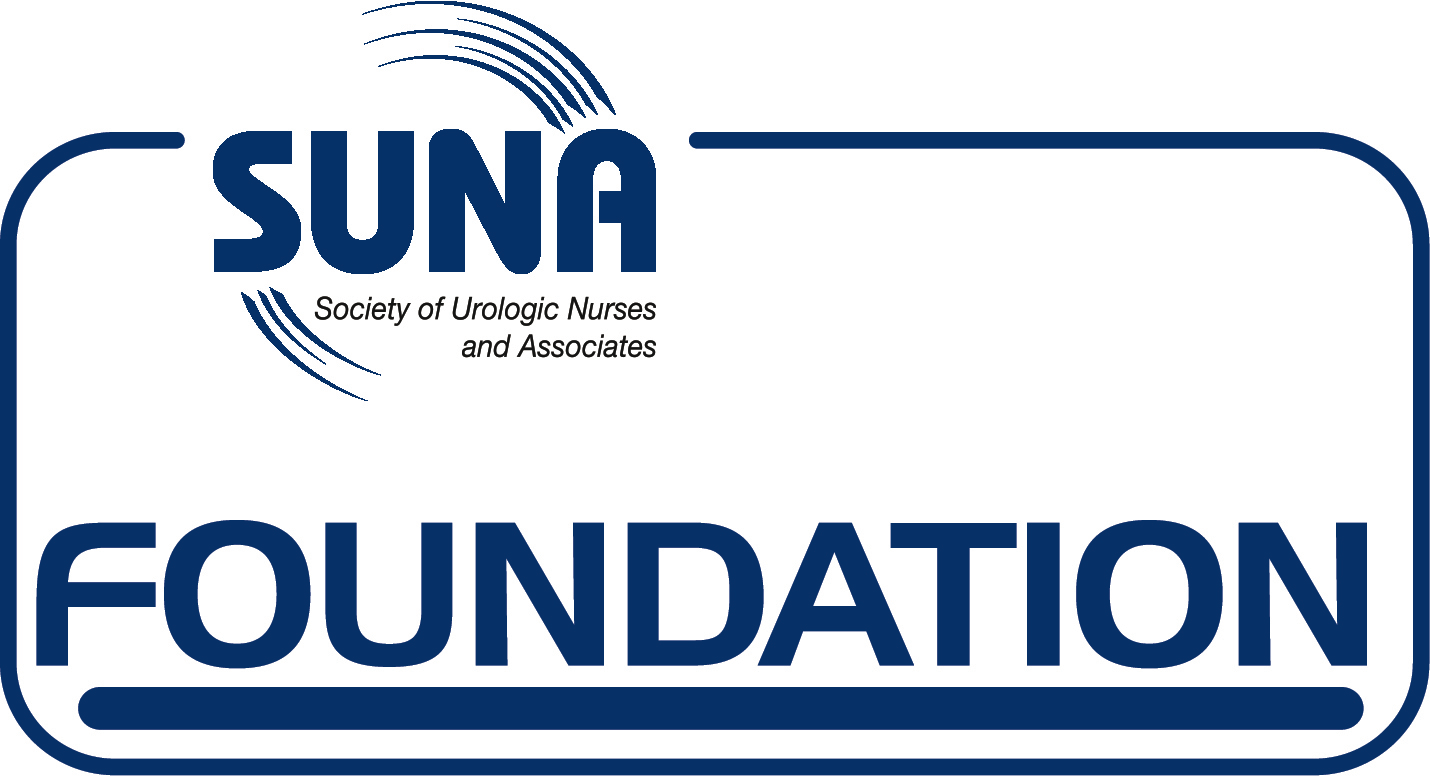 SUNA
Society of Urologic Nurses
and Associates
FOUNDATION